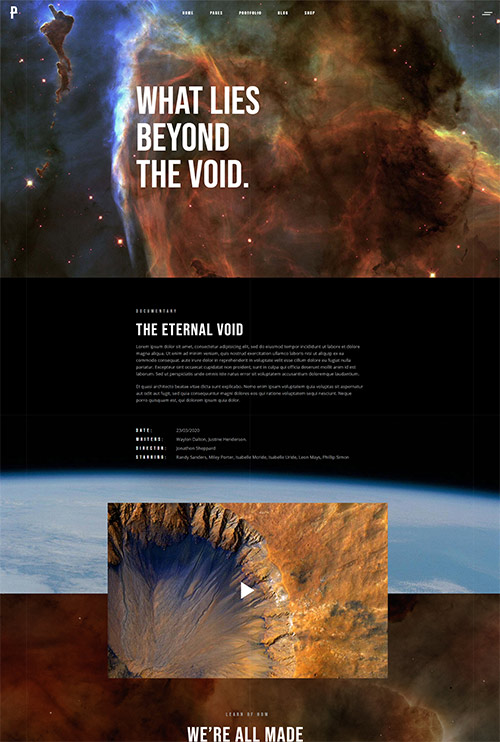 P
HOME PAGES PORTFOLIO BLOG SHOP
WHAT LIES
BEYOND
THE VOID.
DOCUMENTARY
THE ETERNAL VOID
Lorem ipsum dolor sit amet, consectetur adipiscing elit, sed do eiusmod tempor incididunt ut labore et dolore
magna aliqua. Ut enim ad minim veniam, quis nostrud exercitation ullamco laboris nisi ut aliquip ex ea
commodo consequat. aute irure dolor in reprehenderit in voluptate velit esse cillum dolore eu fugiat nulla
pariatur. Excepteur sint occaecat cupidatat non proident, sunt in culpa qui officia deserunt mollit anim id est
laborum. Sed ut perspiciatis unde omnis iste natus error sit voluptatem accusantium doloremque laudantium.
Et quasi architecto beatae vitae dicta sunt explicabo. Nemo enim ipsam voluptatem quia voluptas sit aspernatur
aut odit aut fugit, sed quia consequuntur magni dolores eos qui ratione voluptatem sequi nesciunt. Neque
porro quisquam est, qui dolorem ipsum quia dolor.
DATE: 23/03/2020
WRITERS: Waylon Dalton, Justine Henderson.
DIRECTOR: Jonathan Sheppard
STARRING: Randy Sanders, Miley Porter, Isabelle Mcride, Isabelle Uride, Leon Mays, Phillip Simon
LEARN OF HOW
WE'RE ALL MADE